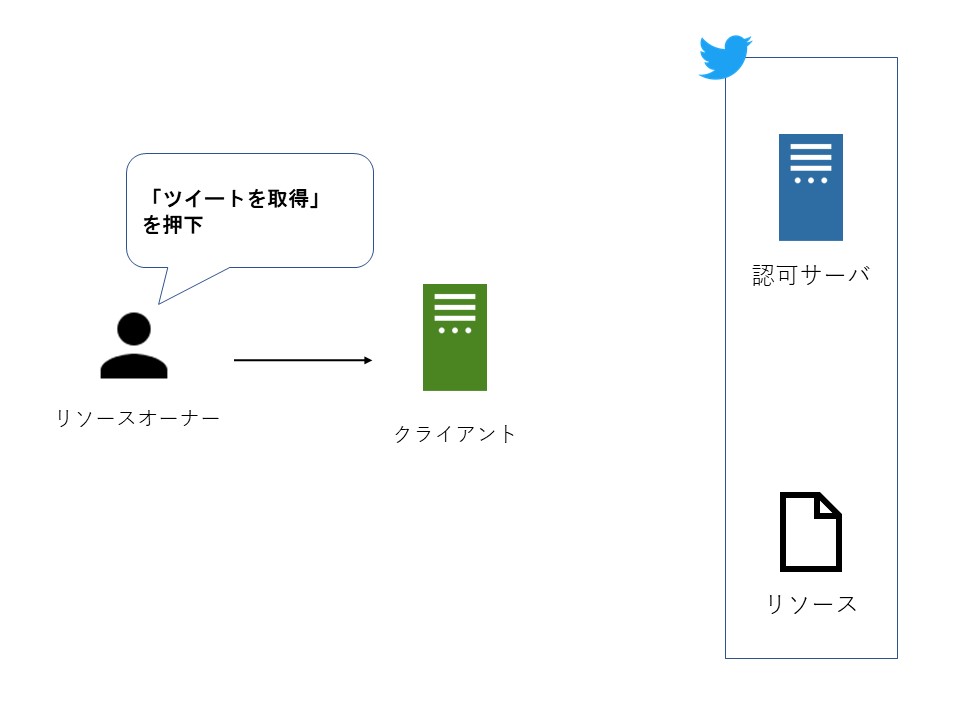 「ツイートを取得」
を押下
認可サーバ
リソースオーナー
クライアント
リソース